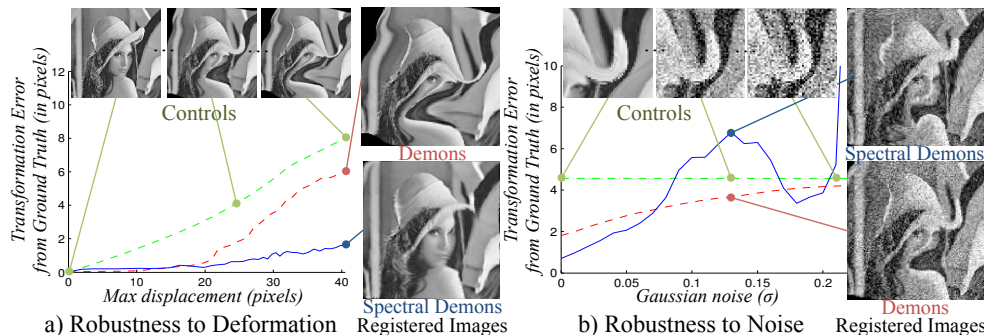 Transformation Error
from Ground Truth (in pixels)
12
10
8
6
4
2
0
0
10
20
30
40
Max displacement (pixels)
Controls
Demons
Spectral Demons
a) Robustness to Deformation
Registered Images
Transformation Error
from Ground Truth (in pixels)
10
8
6
4
2
0
0
0.05
0.1
0.15
0.2
Gaussian noise (σ)
Controls
Spectral Demons
Demons
b) Robustness to Noise
Registered Images